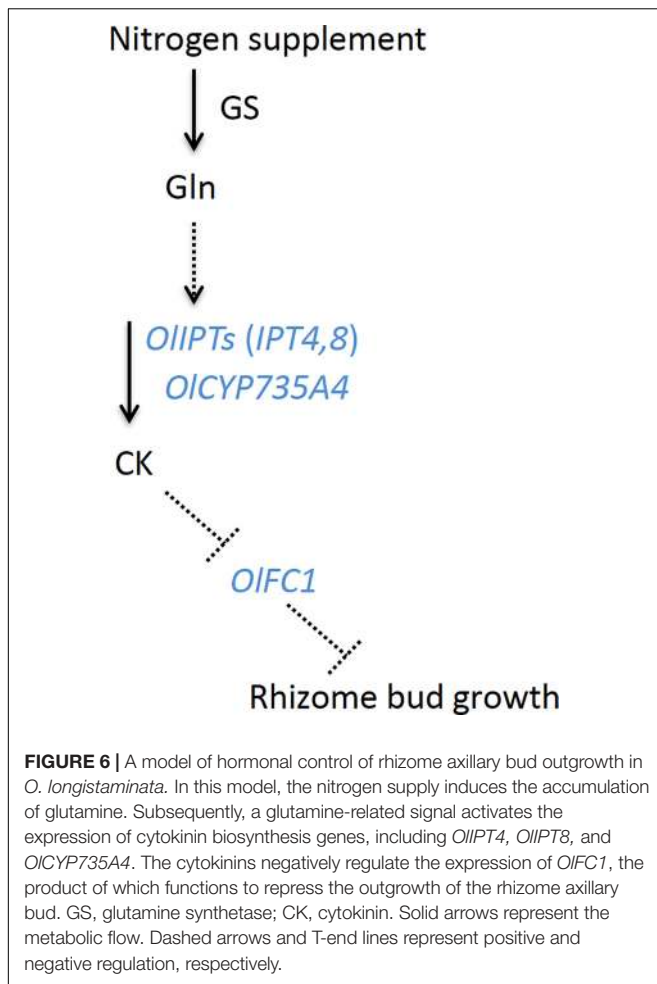 Nitrogen supplement
GS
Gln
OlIPTs (IPT4,8)
OlCYP735A4
CK
OlFC1
Rhizome bud growth
FIGURE 6 | A model of hormonal control of rhizome axillary bud outgrowth in
O. longistaminata. In this model, the nitrogen supply induces the accumulation
of glutamine. Subsequently, a glutamine-related signal activates the
expression of cytokinin biosynthesis genes, including OlIPT4, OlIPT8, and
OlCYP735A4. The cytokinins negatively regulate the expression of OlFC1, the
product of which functions to repress the outgrowth of the rhizome axillary
bud. GS, glutamine synthetase; CK, cytokinin. Solid arrows represent the
metabolic flow. Dashed arrows and T-end lines represent positive and
negative regulation, respectively.